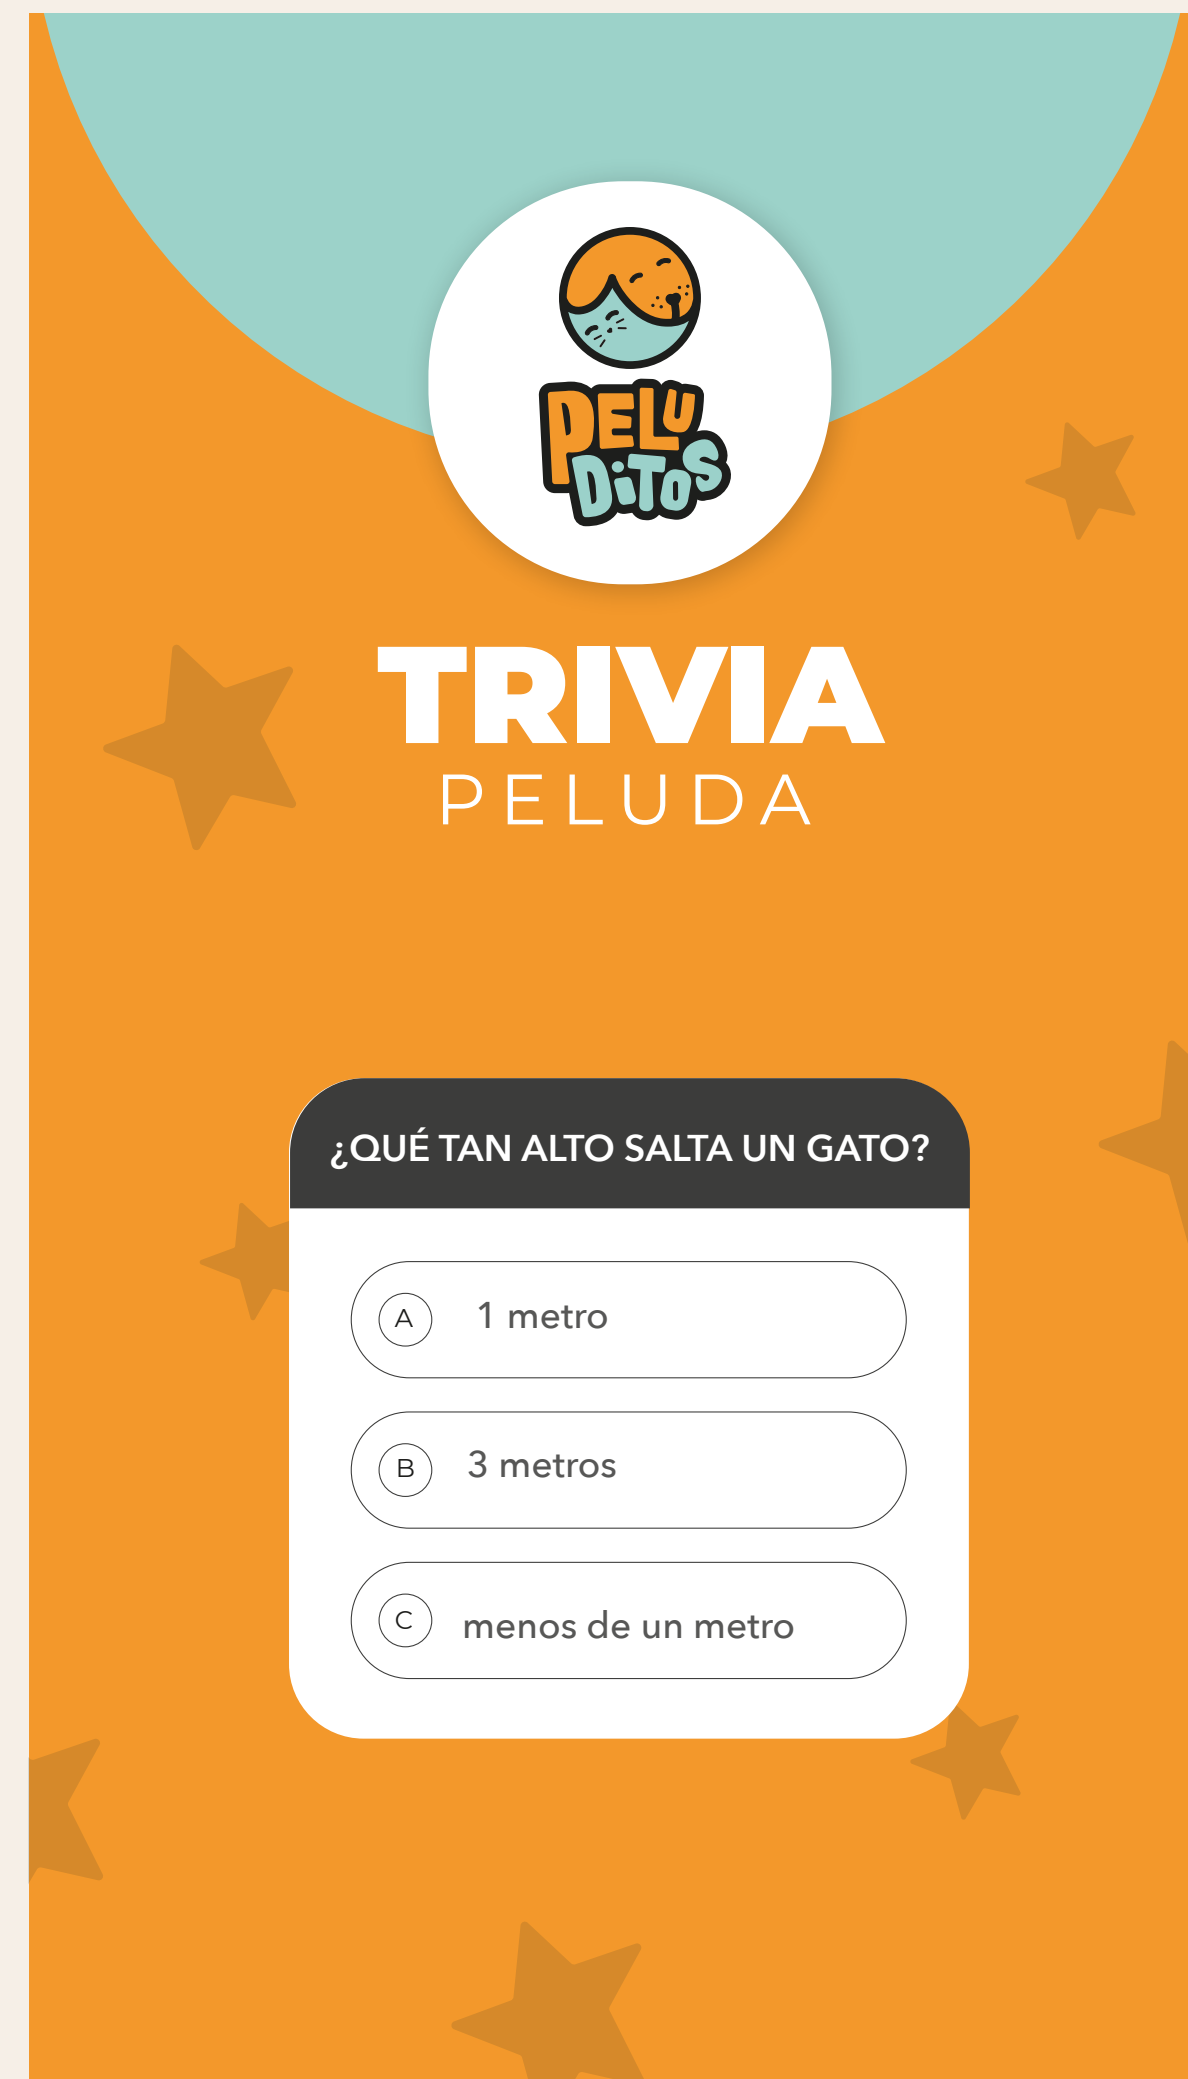 PELU
DiTOS
TRIVIA
PELUDA
¿QUÉ TAN ALTO SALTA UN GATO?
A 1 metro
B 3 metros
C menos de un metro